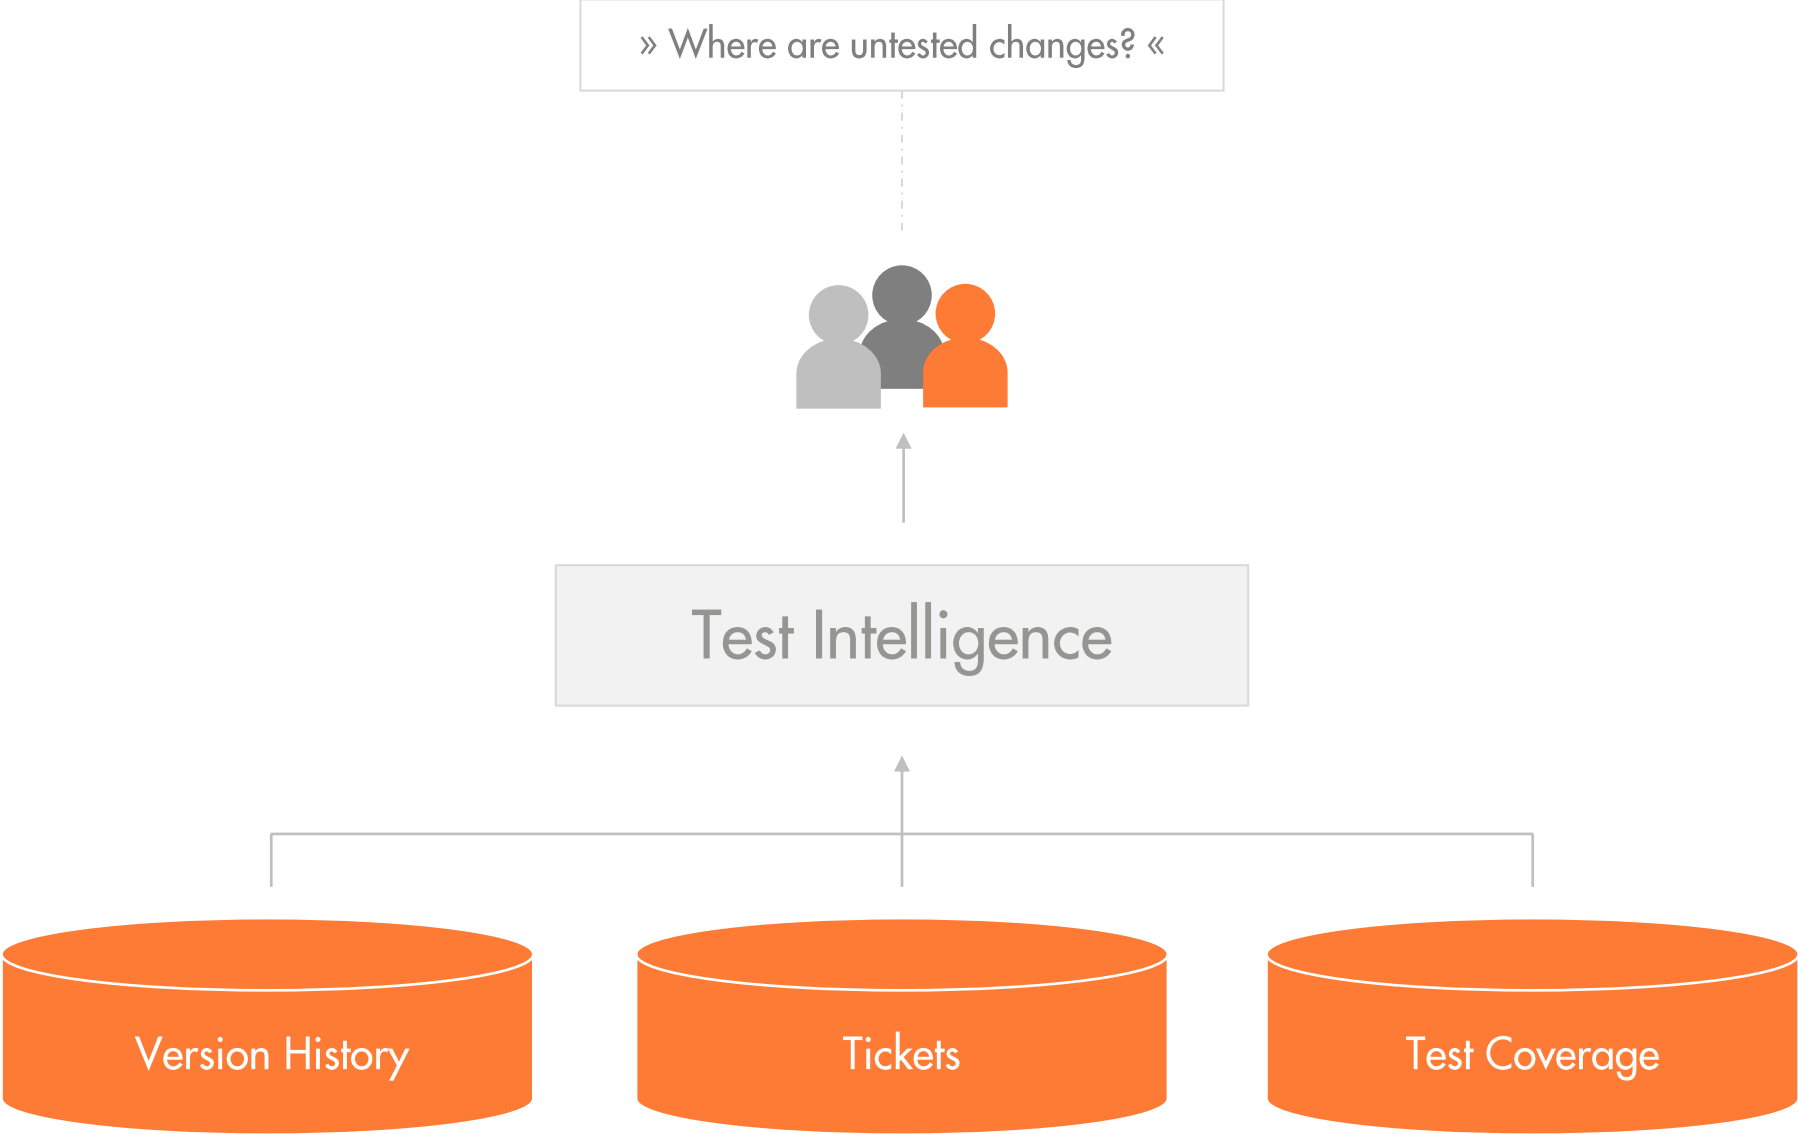 » Where are untested changes? «
Test Intelligence
Version History
Tickets
Test Coverage